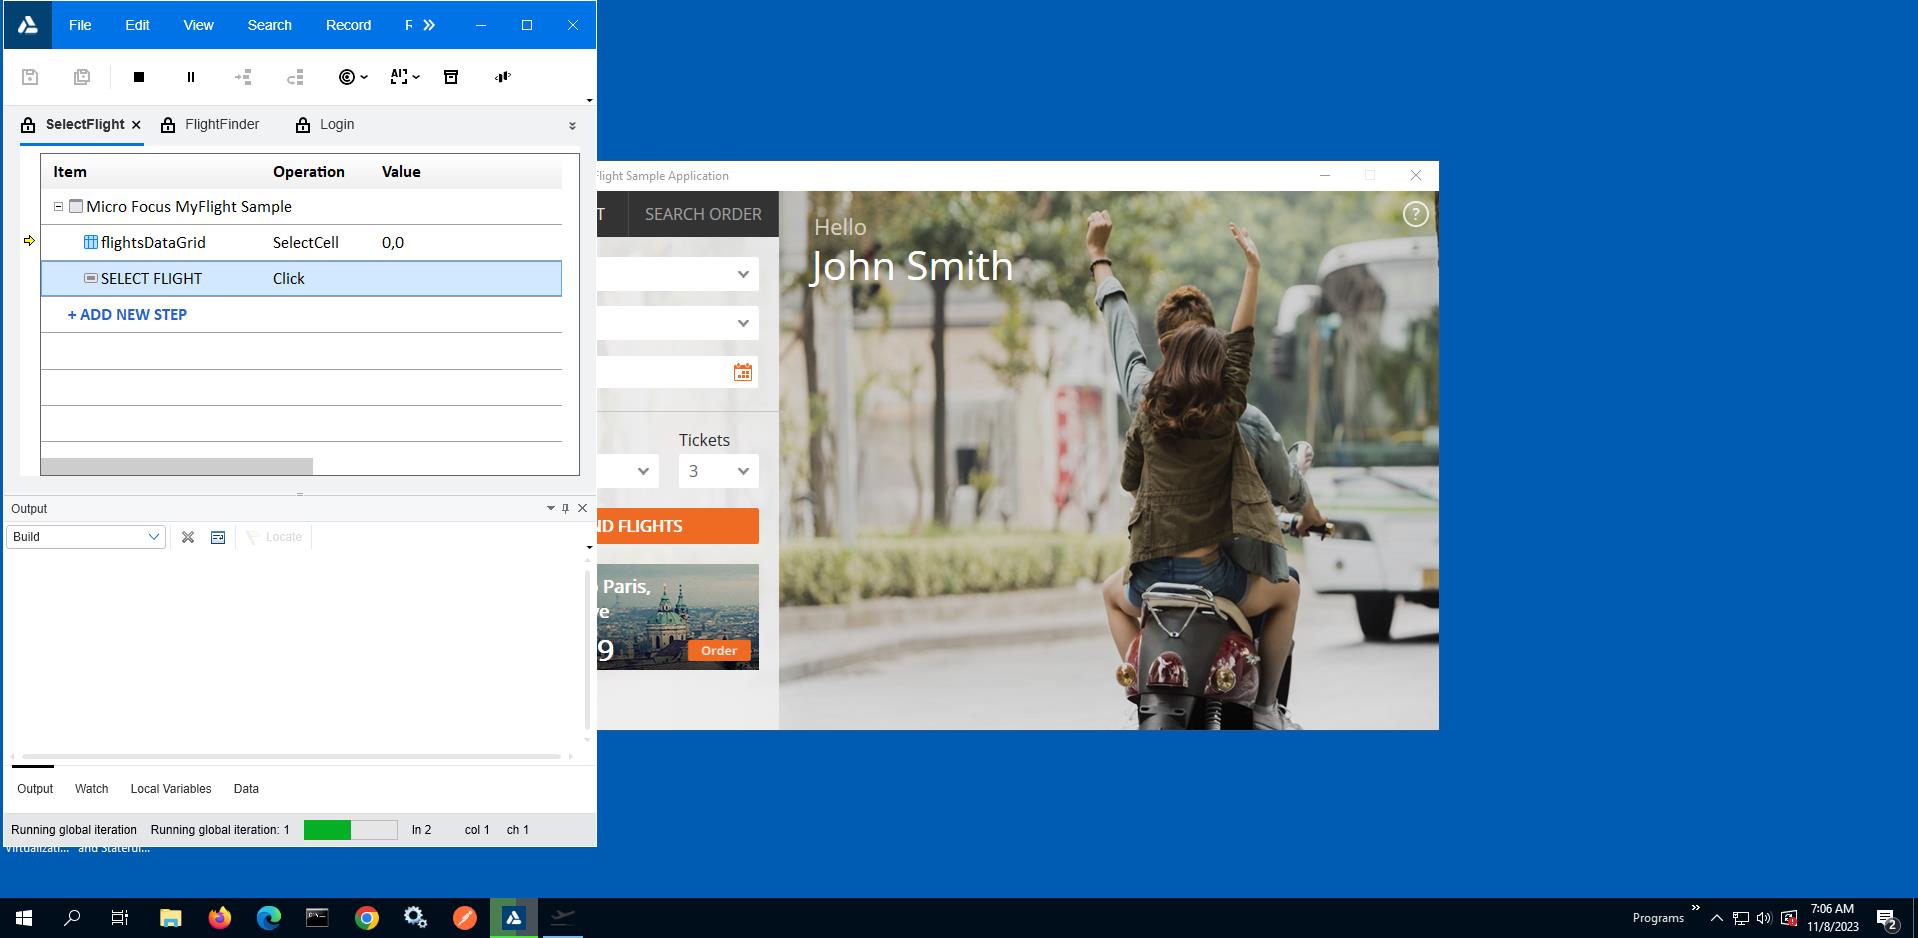 File Edit View Search Record
SelectFlight FlightFinder Login
Item Operation Value
Micro Focus MyFlight Sample
flightsDataGrid SelectCell 0,0
SELECT FLIGHT Click
+ ADD NEW STEP
Output
Build Locate
Output Watch Local Variables Data
Running global iteration Running global iteration: 1 ln 2 col 1 ch 1
Flight Sample Application
T SEARCH ORDER
Hello
John Smith
?
Tickets
3
ND FLIGHTS
Paris,
9
Order
and Stateful...
Programs
7:06 AM
11/8/2023
2